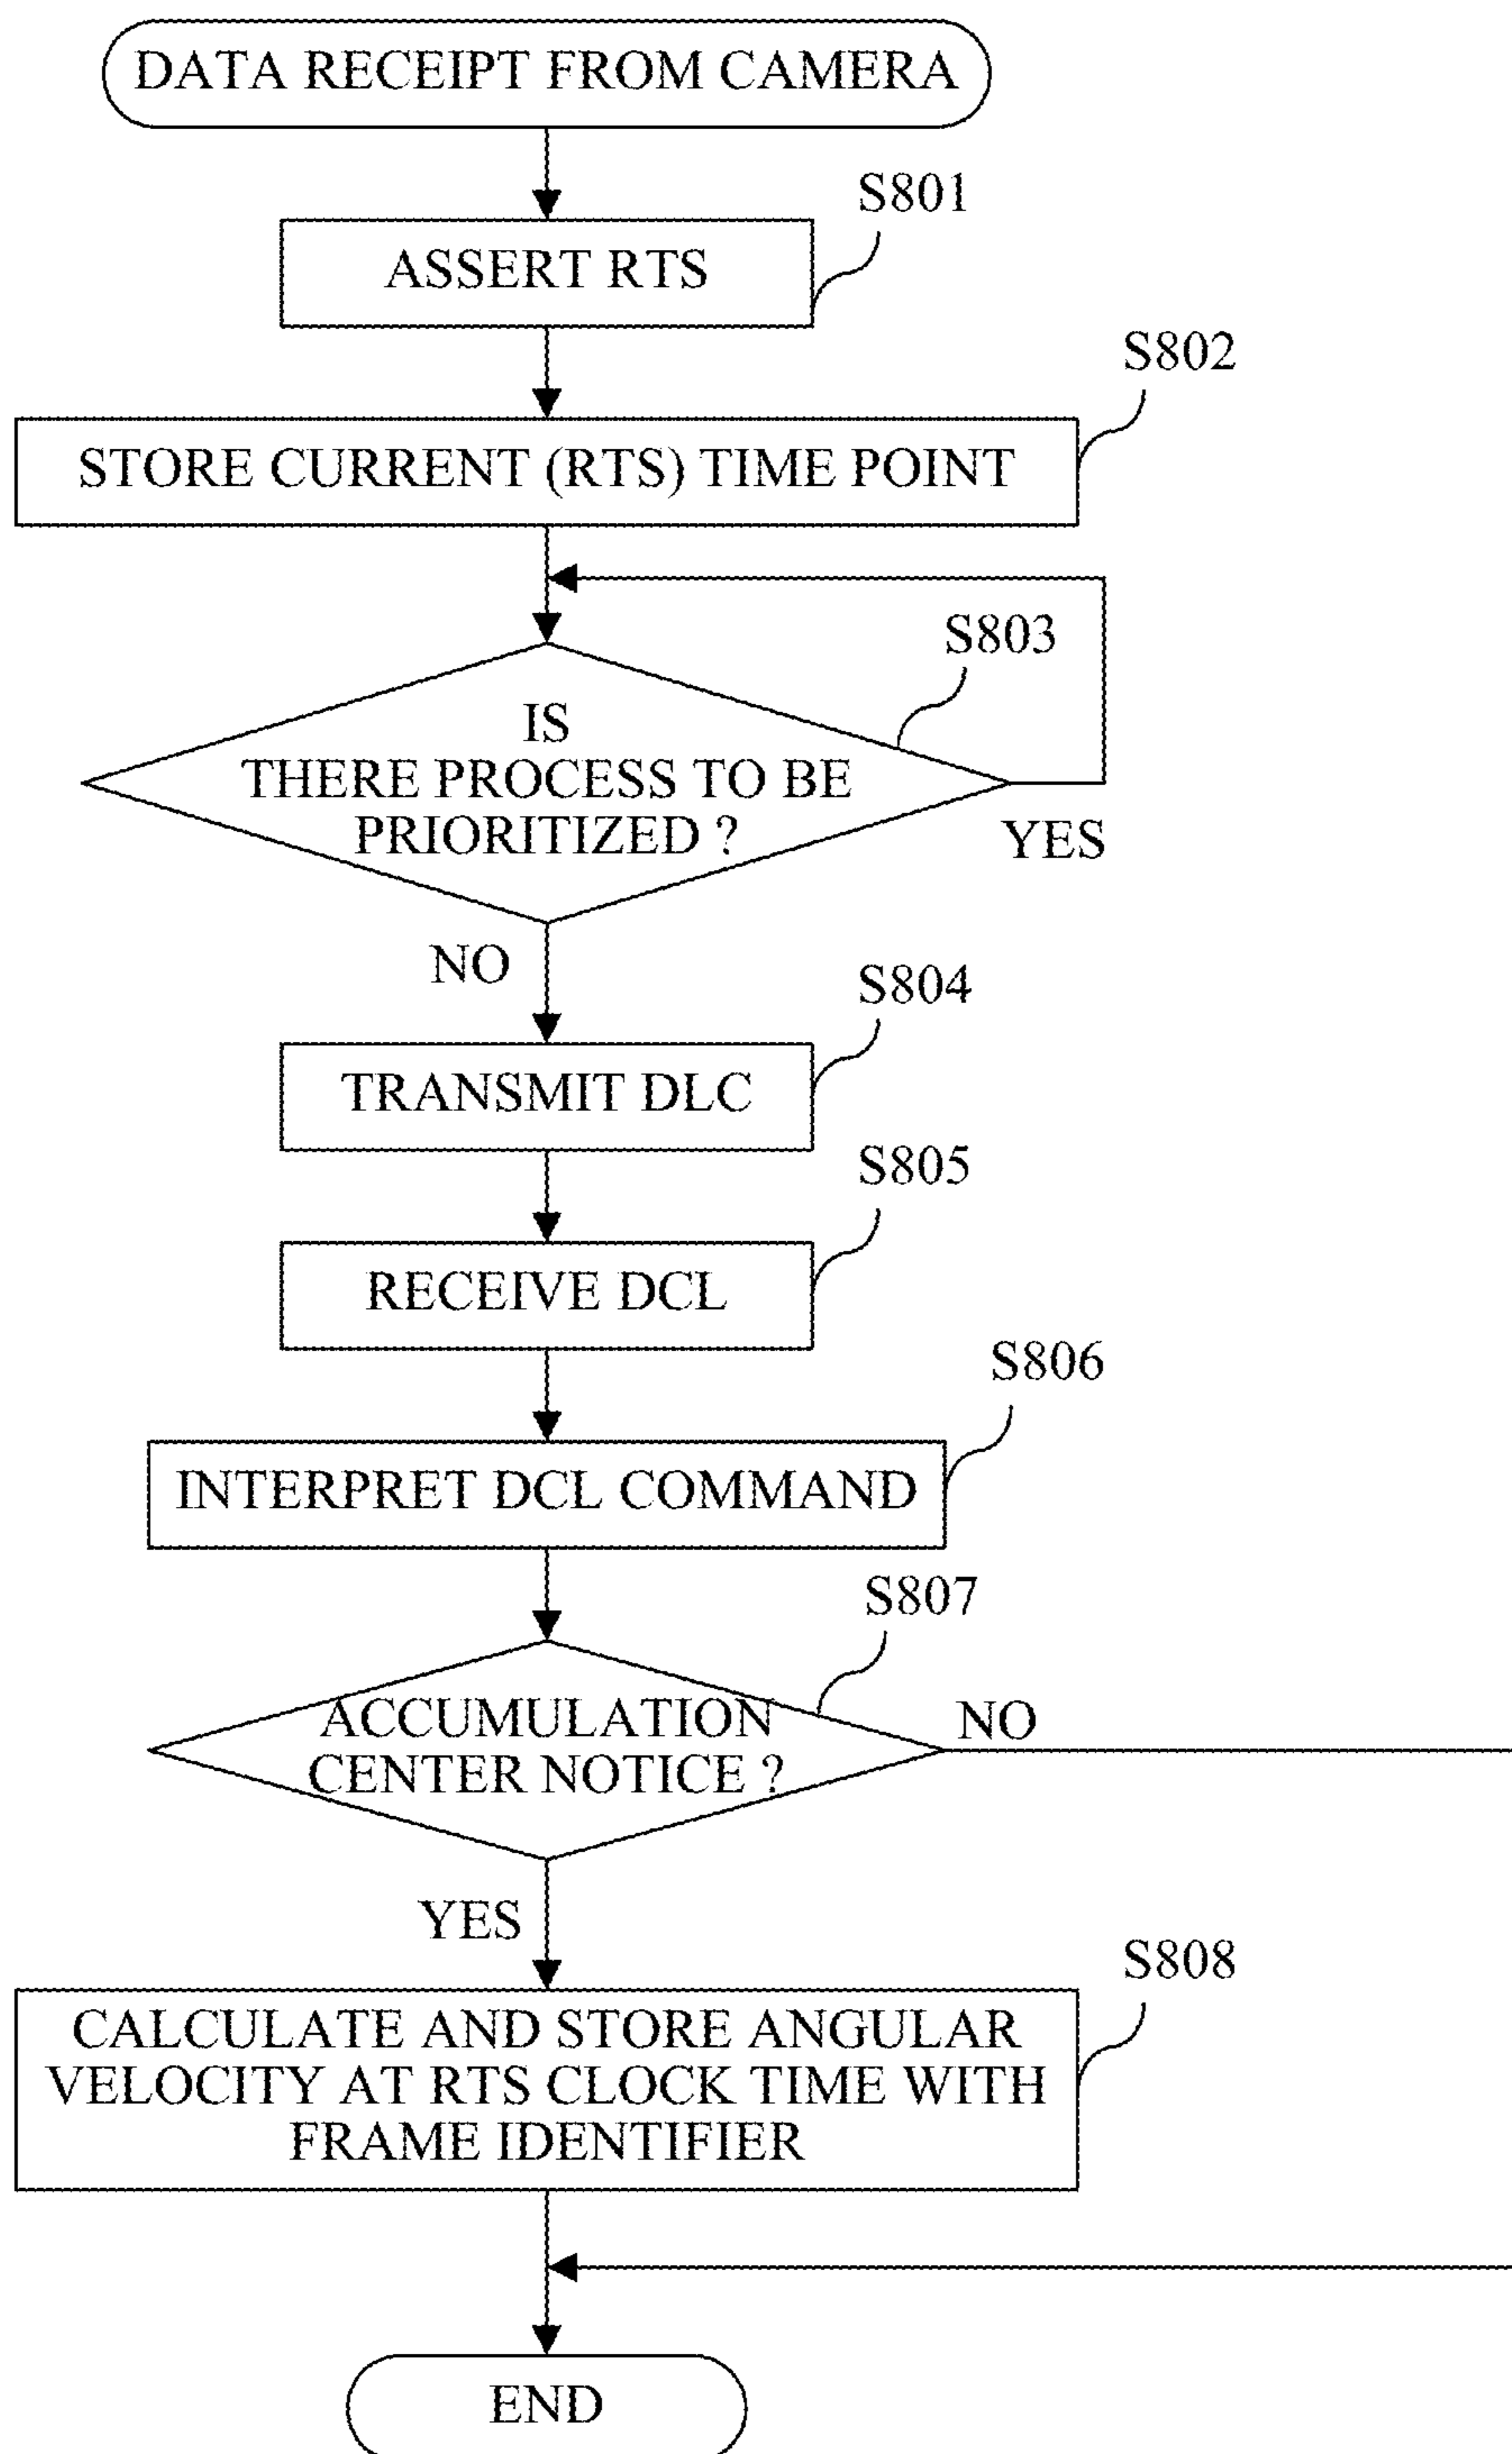 DATA RECEIPT FROM CAMERA
S801
ASSERT RTS
S802
STORE CURRENT (RTS) TIME POINT
S803
IS
THERE PROCESS TO BE
PRIORITIZED ?
YES
NO
S804
TRANSMIT DLC
S805
RECEIVE DCL
S806
INTERPRET DCL COMMAND
S807
ACCUMULATION
CENTER NOTICE ?
NO
YES
S808
CALCULATE AND STORE ANGULAR
VELOCITY AT RTS CLOCK TIME WITH
FRAME IDENTIFIER
END